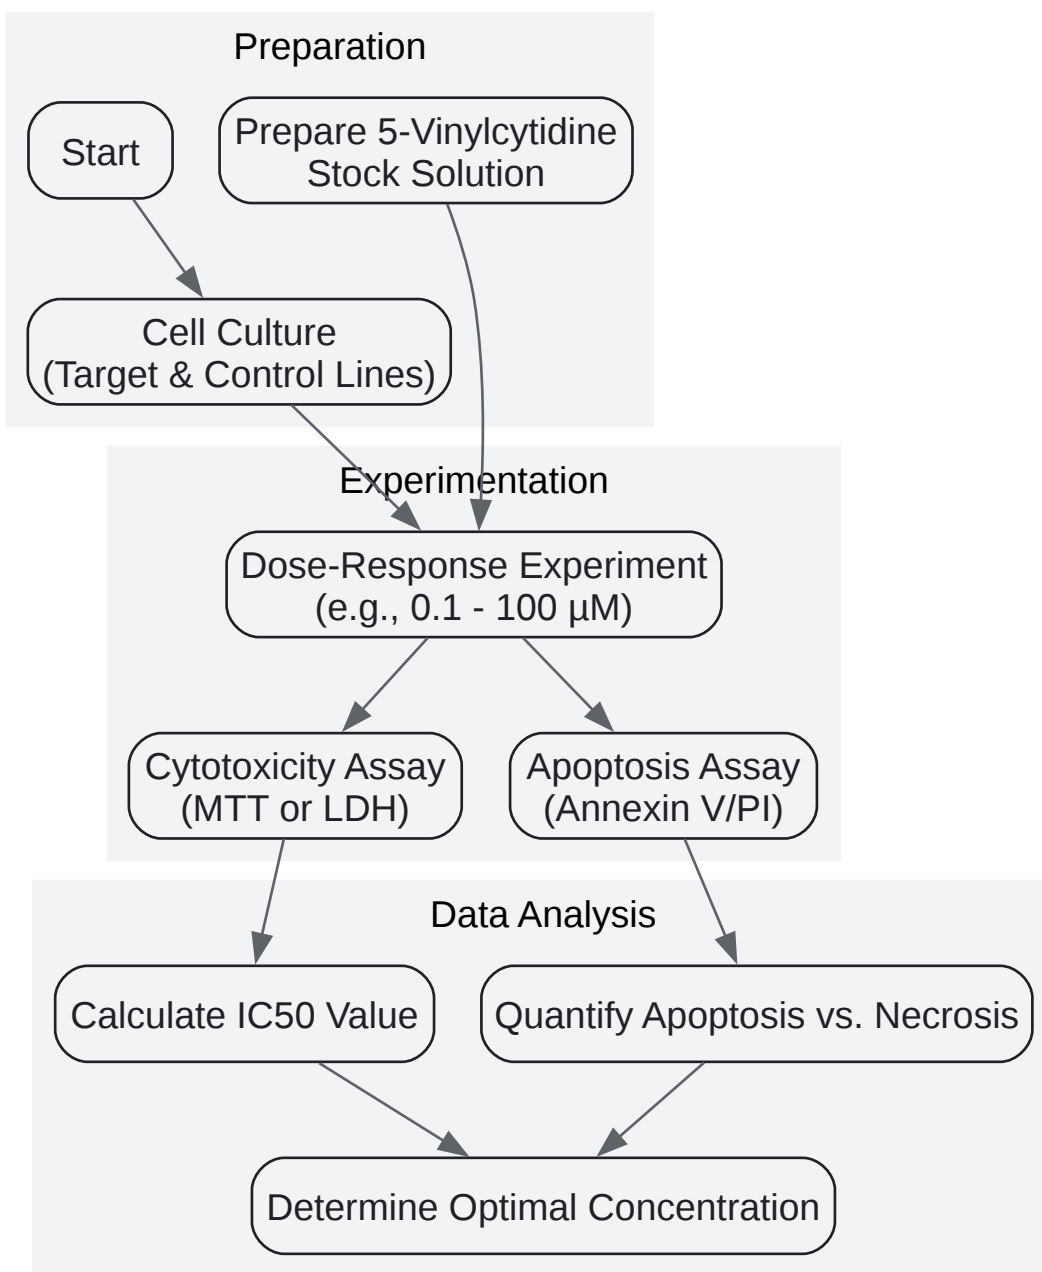 Preparation
Start
Prepare 5-Vinylcytidine
Stock Solution
Cell Culture
(Target & Control Lines)
Experimentation
Dose-Response Experiment
(e.g., 0.1 - 100 µM)
Cytotoxicity Assay
(MTT or LDH)
Apoptosis Assay
(Annexin V/PI)
Data Analysis
Calculate IC50 Value
Quantify Apoptosis vs. Necrosis
Determine Optimal Concentration